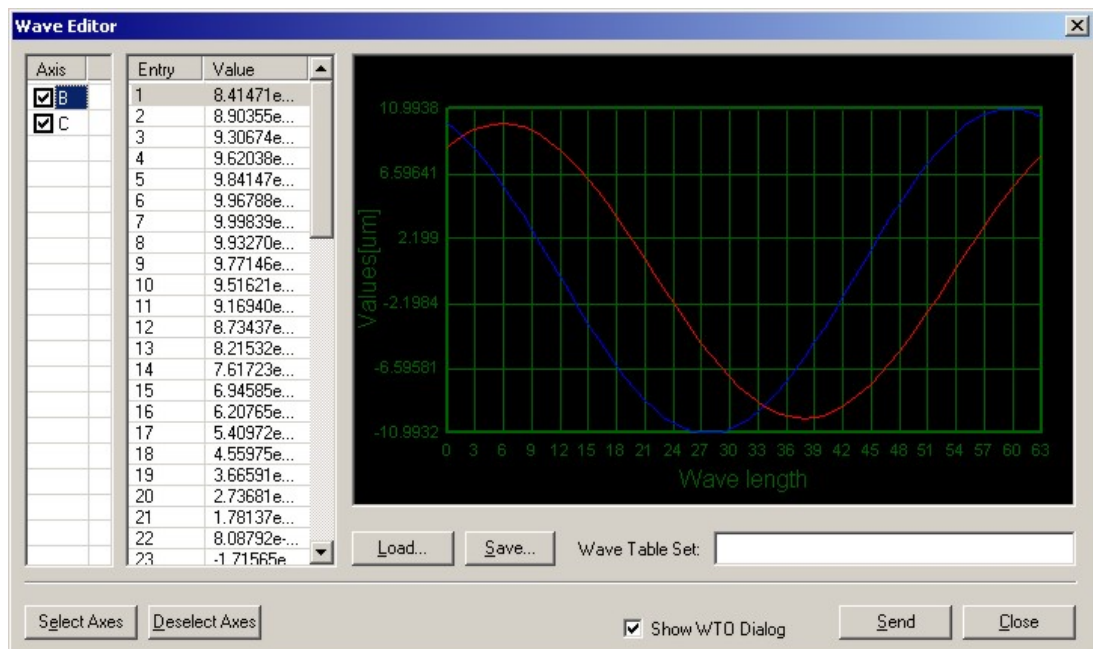 Wave Editor
Axis
B
C
Entry Value
1 8.41471e...
2 8.90355e...
3 9.30674e...
4 9.62038e...
5 9.84147e...
6 9.96788e...
7 9.99839e...
8 9.93270e...
9 9.77146e...
10 9.51621e...
11 9.16940e...
12 8.73437e...
13 8.21532e...
14 7.61723e...
15 6.94585e...
16 6.20765e...
17 5.40972e...
18 4.55975e...
19 3.66591e...
20 2.73681e...
21 1.78137e...
22 8.08792e-...
23 -1.71565e
Values[um]
10.9938
6.59641
2.199
-2.1984
-6.59581
-10.9932
0 3 6 9 12 15 18 21 24 27 30 33 36 39 42 45 48 51 54 57 60 63
Wave length
Load... Save... Wave Table Set:
Select Axes Deselect Axes Show WTO Dialog Send Close